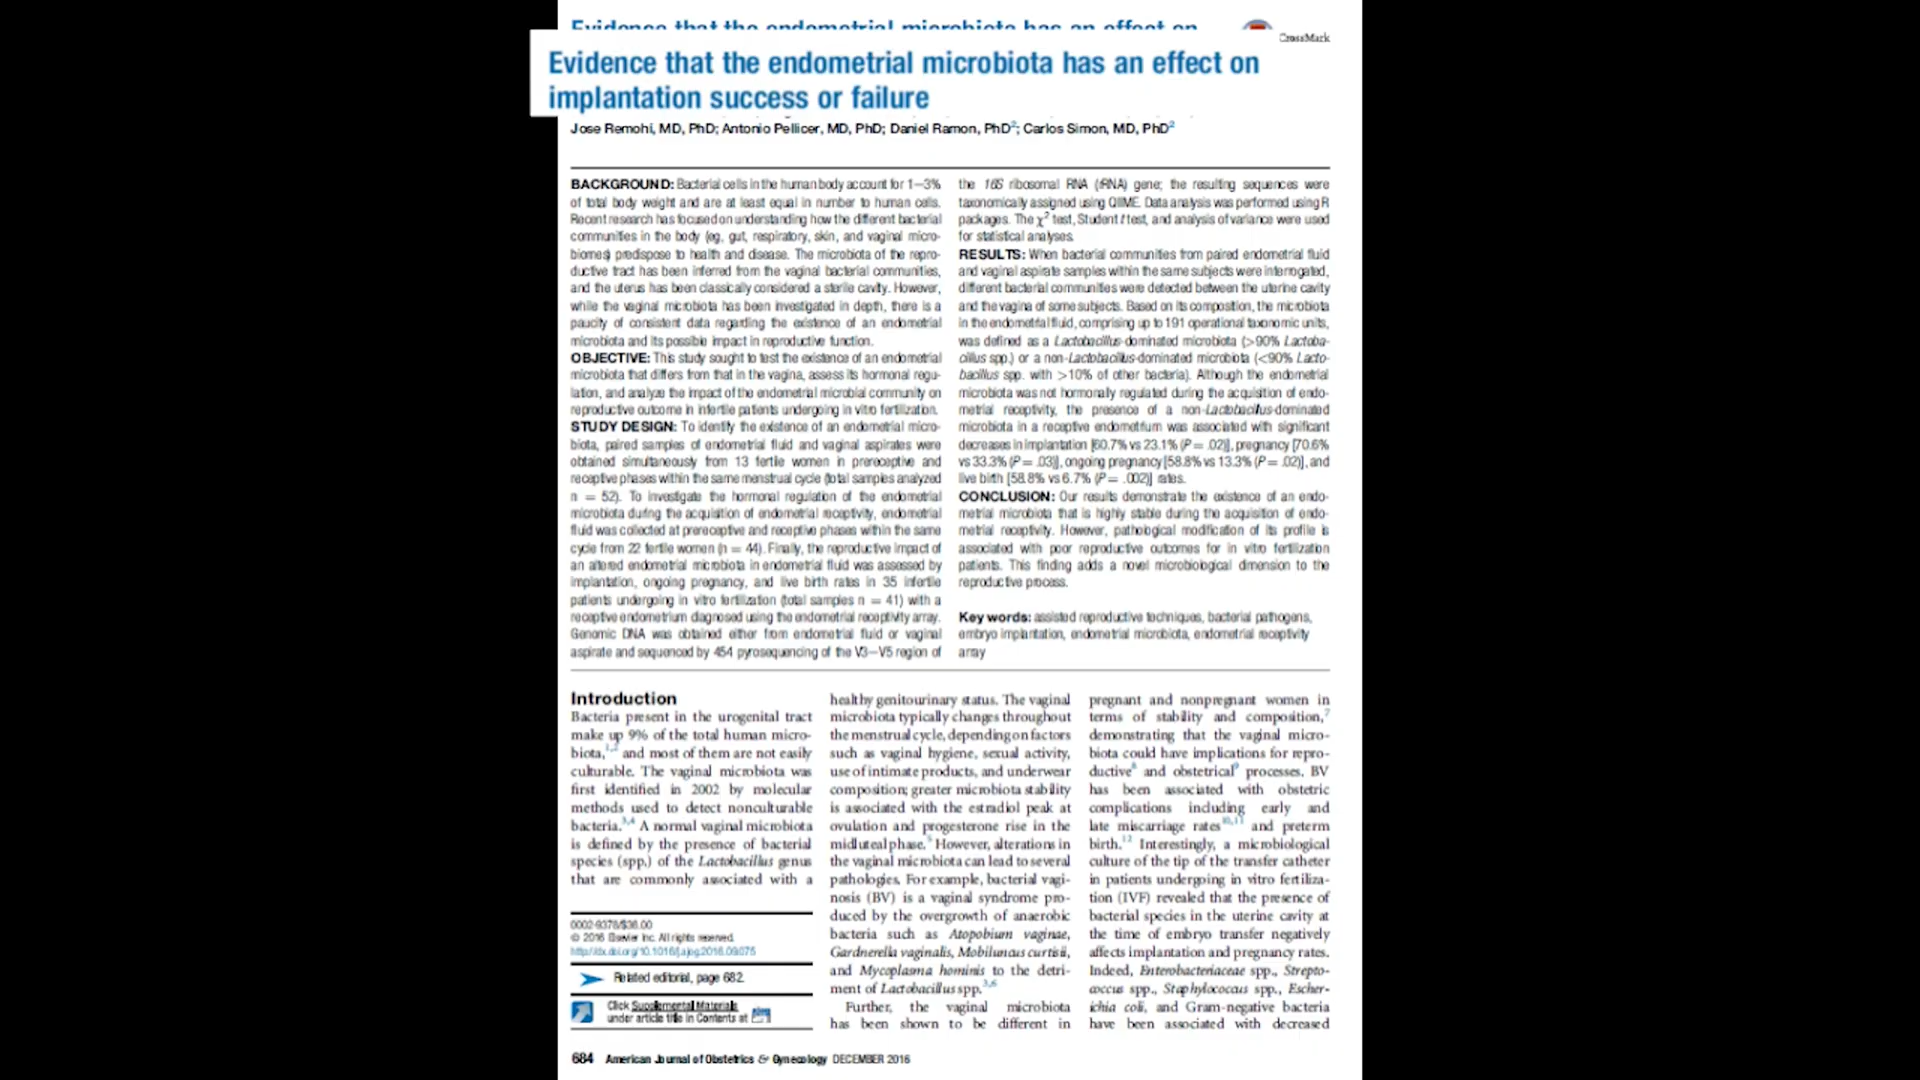 Evidence that the endometrial microbiota has an effect on
CrossMark
Evidence that the endometrial microbiota has an effect on
implantation success or failure
Jose Remohi, MD, PhD; Antonio Pellicer, MD, PhD; Daniel Ramon, PhD2; Carlos Simon, MD, PhD2
BACKGROUND: Bacterial cells in the human body account for 1–3%
of total body weight and are at least equal in number to human cells.
Recent research has focused on understanding how the different bacterial
communities in the body (eg, gut, respiratory, skin, and vaginal micro-
biomes) predispose to health and disease. The microbiota of the repro-
ductive tract has been inferred from the vaginal bacterial communities,
and the uterus has been classically considered a sterile cavity. However,
while the vaginal microbiota has been investigated in depth, there is a
paucity of consistent data regarding the existence of an endometrial
microbiota and its possible impact in reproductive function.
OBJECTIVE: This study sought to test the existence of an endometrial
microbiota that differs from that in the vagina, assess its hormonal regu-
lation, and analyze the impact of the endometrial microbial community on
reproductive outcome in infertile patients undergoing in vitro fertilization.
STUDY DESIGN: To identify the existence of an endometrial micro-
biota, paired samples of endometrial fluid and vaginal aspirates were
obtained simultaneously from 13 fertile women in prereceptive and
receptive phases within the same menstrual cycle (total samples analyzed
n = 52). To investigate the hormonal regulation of the endometrial
microbiota during the acquisition of endometrial receptivity, endometrial
fluid was collected at prereceptive and receptive phases within the same
cycle from 22 fertile women (n = 44). Finally, the reproductive impact of
an altered endometrial microbiota in endometrial fluid was assessed by
implantation, ongoing pregnancy, and live birth rates in 35 infertile
patients undergoing in vitro fertilization (total samples n = 41) with a
receptive endometrium diagnosed using the endometrial receptivity array.
Genomic DNA was obtained either from endometrial fluid or vaginal
aspirate and sequenced by 454 pyrosequencing of the V3–V5 region of
the 16S ribosomal RNA (rRNA) gene; the resulting sequences were
taxonomically assigned using QIIME. Data analysis was performed using R
packages. The χ2 test, Student t test, and analysis of variance were used
for statistical analyses.
RESULTS: When bacterial communities from paired endometrial fluid
and vaginal aspirate samples within the same subjects were interrogated,
different bacterial communities were detected between the uterine cavity
and the vagina of some subjects. Based on its composition, the microbiota
in the endometrial fluid, comprising up to 191 operational taxonomic units,
was defined as a Lactobacillus-dominated microbiota (>90% Lactoba-
cillus spp.) or a non-Lactobacillus-dominated microbiota (<90% Lacto-
bacillus spp. with >10% of other bacteria). Although the endometrial
microbiota was not hormonally regulated during the acquisition of endo-
metrial receptivity, the presence of a non-Lactobacillus-dominated
microbiota in a receptive endometrium was associated with significant
decreases in implantation [60.7% vs 23.1% (P = .02)], pregnancy [70.6%
vs 33.3% (P = .03)], ongoing pregnancy [58.8% vs 13.3% (P = .02)], and
live birth [58.8% vs 6.7% (P = .002)] rates.
CONCLUSION: Our results demonstrate the existence of an endo-
metrial microbiota that is highly stable during the acquisition of endo-
metrial receptivity. However, pathological modification of its profile is
associated with poor reproductive outcomes for in vitro fertilization
patients. This finding adds a novel microbiological dimension to the
reproductive process.
Key words: assisted reproductive techniques, bacterial pathogens,
embryo implantation, endometrial microbiota, endometrial receptivity
array
Introduction
Bacteria present in the urogenital tract
make up 9% of the total human micro-
biota,1,2 and most of them are not easily
culturable. The vaginal microbiota was
first identified in 2002 by molecular
methods used to detect nonculturable
bacteria.3,4 A normal vaginal microbiota
is defined by the presence of bacterial
species (spp.) of the Lactobacillus genus
that are commonly associated with a
0002-9378/$36.00
© 2016 Elsevier Inc. All rights reserved.
http://dx.doi.org/10.1016/j.ajog.2016.09.075
Related editorial, page 682.
Click Supplemental Materials
under article title in Contents at
healthy genitourinary status. The vaginal
microbiota typically changes throughout
the menstrual cycle, depending on factors
such as vaginal hygiene, sexual activity,
use of intimate products, and underwear
composition; greater microbiota stability
is associated with the estradiol peak at
ovulation and progesterone rise in the
midluteal phase.5 However, alterations in
the vaginal microbiota can lead to several
pathologies. For example, bacterial vagi-
nosis (BV) is a vaginal syndrome pro-
duced by the overgrowth of anaerobic
bacteria such as Atopobium vaginae,
Gardnerella vaginalis, Mobiluncus curtisii,
and Mycoplasma hominis to the detri-
ment of Lactobacillus spp.3,6
Further, the vaginal microbiota
has been shown to be different in
pregnant and nonpregnant women in
terms of stability and composition,7
demonstrating that the vaginal micro-
biota could have implications for repro-
ductive8 and obstetrical9 processes. BV
has been associated with obstetric
complications including early and
late miscarriage rates10,11 and preterm
birth.12 Interestingly, a microbiological
culture of the tip of the transfer catheter
in patients undergoing in vitro fertiliza-
tion (IVF) revealed that the presence of
bacterial species in the uterine cavity at
the time of embryo transfer negatively
affects implantation and pregnancy rates.
Indeed, Enterobacteriaceae spp., Strepto-
occus spp., Staphylococcus spp., Escher-
ichia coli, and Gram-negative bacteria
have been associated with decreased
684 American Journal of Obstetrics & Gynecology DECEMBER 2016